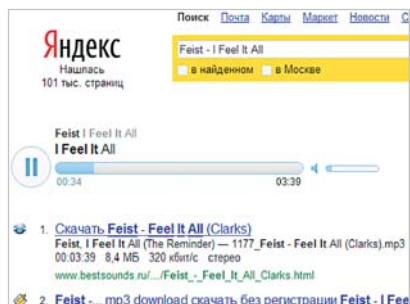 Поиск Почта Карты Маркет Новости С
Яндекс
Feist - I Feel It All
Нашлась
101 тыс. страниц
в найденном в Москве
Feist I Feel It All
I Feel It All
00:34 03:39
1. Скачать Feist - Feel It All (Clarks)
Feist, I Feel It All (The Reminder) — 1177_Feist - Feel It All (Clarks).mp3
00:03:39 8,4 МБ 320 кбит/с стерео
www.bestsounds.ru/.../Feist_-_Feel_It_All_Clarks.html
2. Feist -... mp3 download скачать без регистрации Feist - I Fee